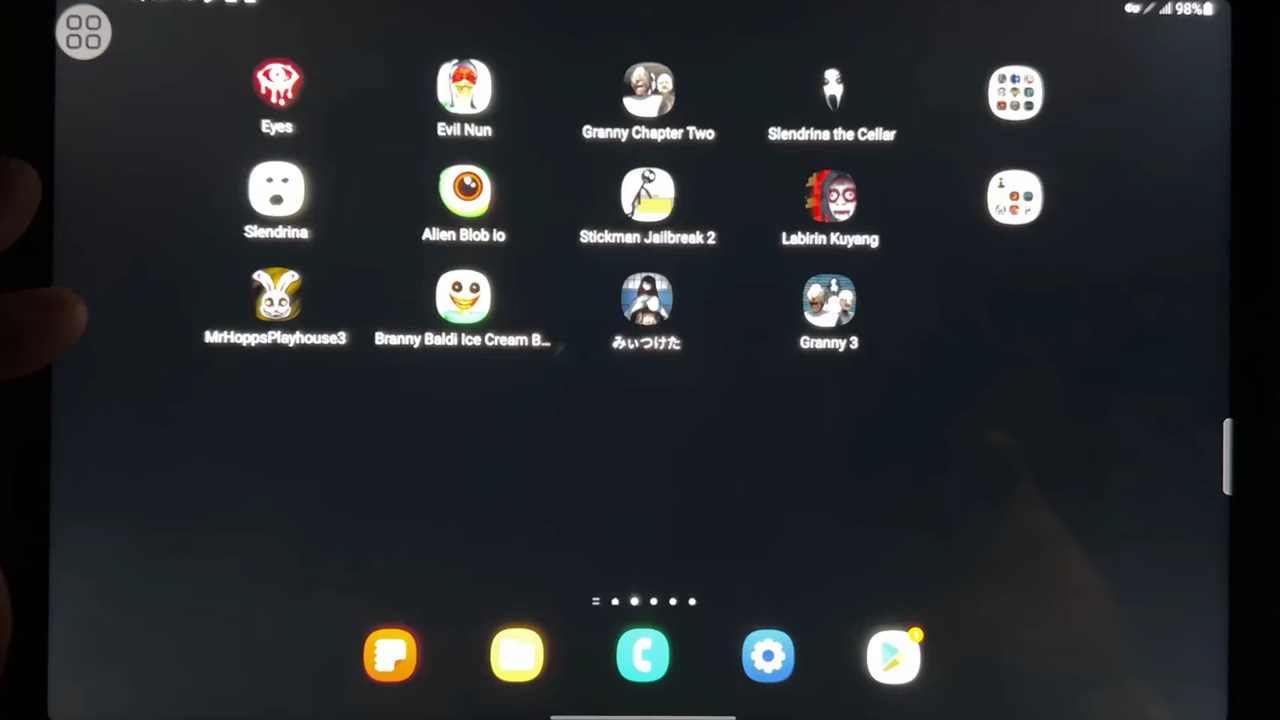 98%
Eyes
Evil Nun
Granny Chapter Two
Slendrina the Cellar
Slendrina
Alien Blob io
Stickman Jailbreak 2
Labirin Kuyang
MrHoppsPlayhouse3
Branny Baldi Ice Cream B...
みぃつけた
Granny 3